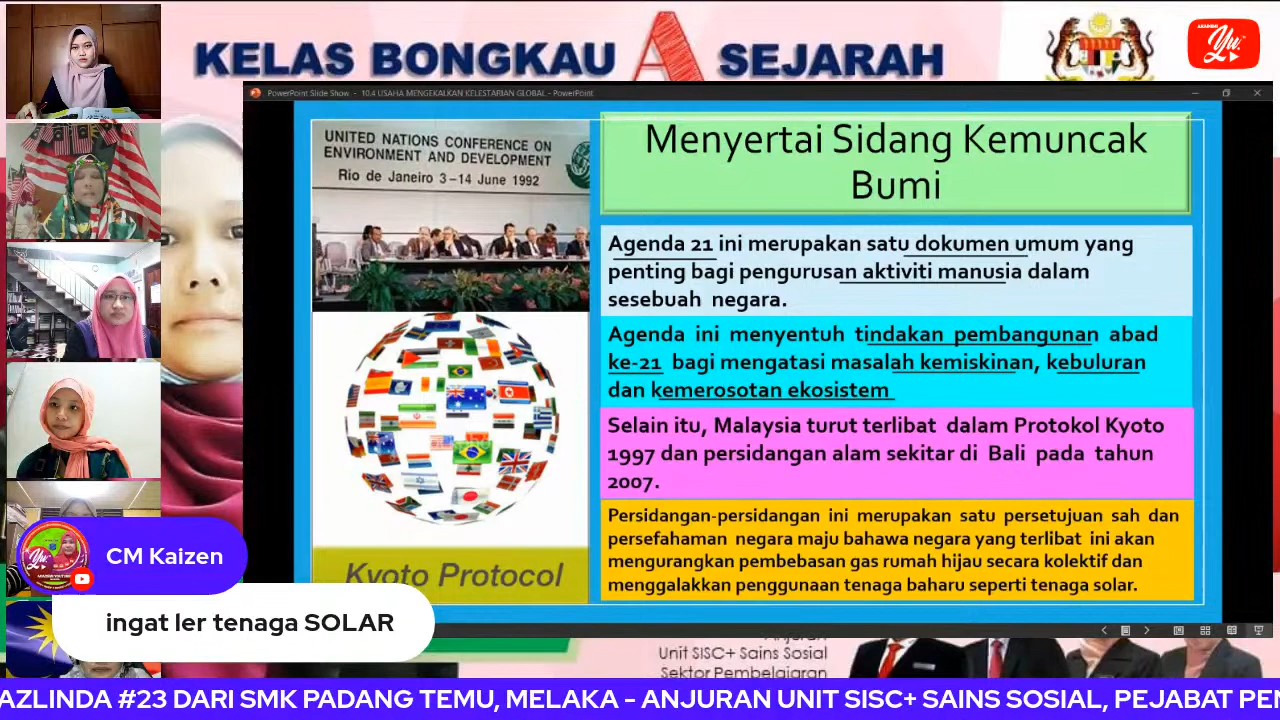 KELAS BONGKAU A SEJARAH
AKADEMI
YouTubeR
PowerPoint Slide Show - 10.4 USAHA MENGEKALKAN KELESTARIAN GLOBAL - PowerPoint
UNITED NATIONS CONFERENCE ON
ENVIRONMENT AND DEVELOPMENT
Rio de Janeiro 3-14 June 1992
Menyertai Sidang Kemuncak
Bumi
Agenda 21 ini merupakan satu dokumen umum yang
penting bagi pengurusan aktiviti manusia dalam
sesebuah negara.
Agenda ini menyentuh tindakan pembangunan abad
ke-21 bagi mengatasi masalah kemiskinan, kebuluran
dan kemerosotan ekosistem
Selain itu, Malaysia turut terlibat dalam Protokol Kyoto
1997 dan persidangan alam sekitar di Bali pada tahun
2007.
Persidangan-persidangan ini merupakan satu persetujuan sah dan
persefahaman negara maju bahawa negara yang terlibat ini akan
mengurangkan pembebasan gas rumah hijau secara kolektif dan
menggalakkan penggunaan tenaga baharu seperti tenaga solar.
Kyoto Protocol
CM Kaizen
ingat ler tenaga SOLAR
Anjuran
Unit SISC+ Sains Sosial
Sektor Pembelajaran
AZLINDA #23 DARI SMK PADANG TEMU, MELAKA - ANJURAN UNIT SISC+ SAINS SOSIAL, PEJABAT PEN